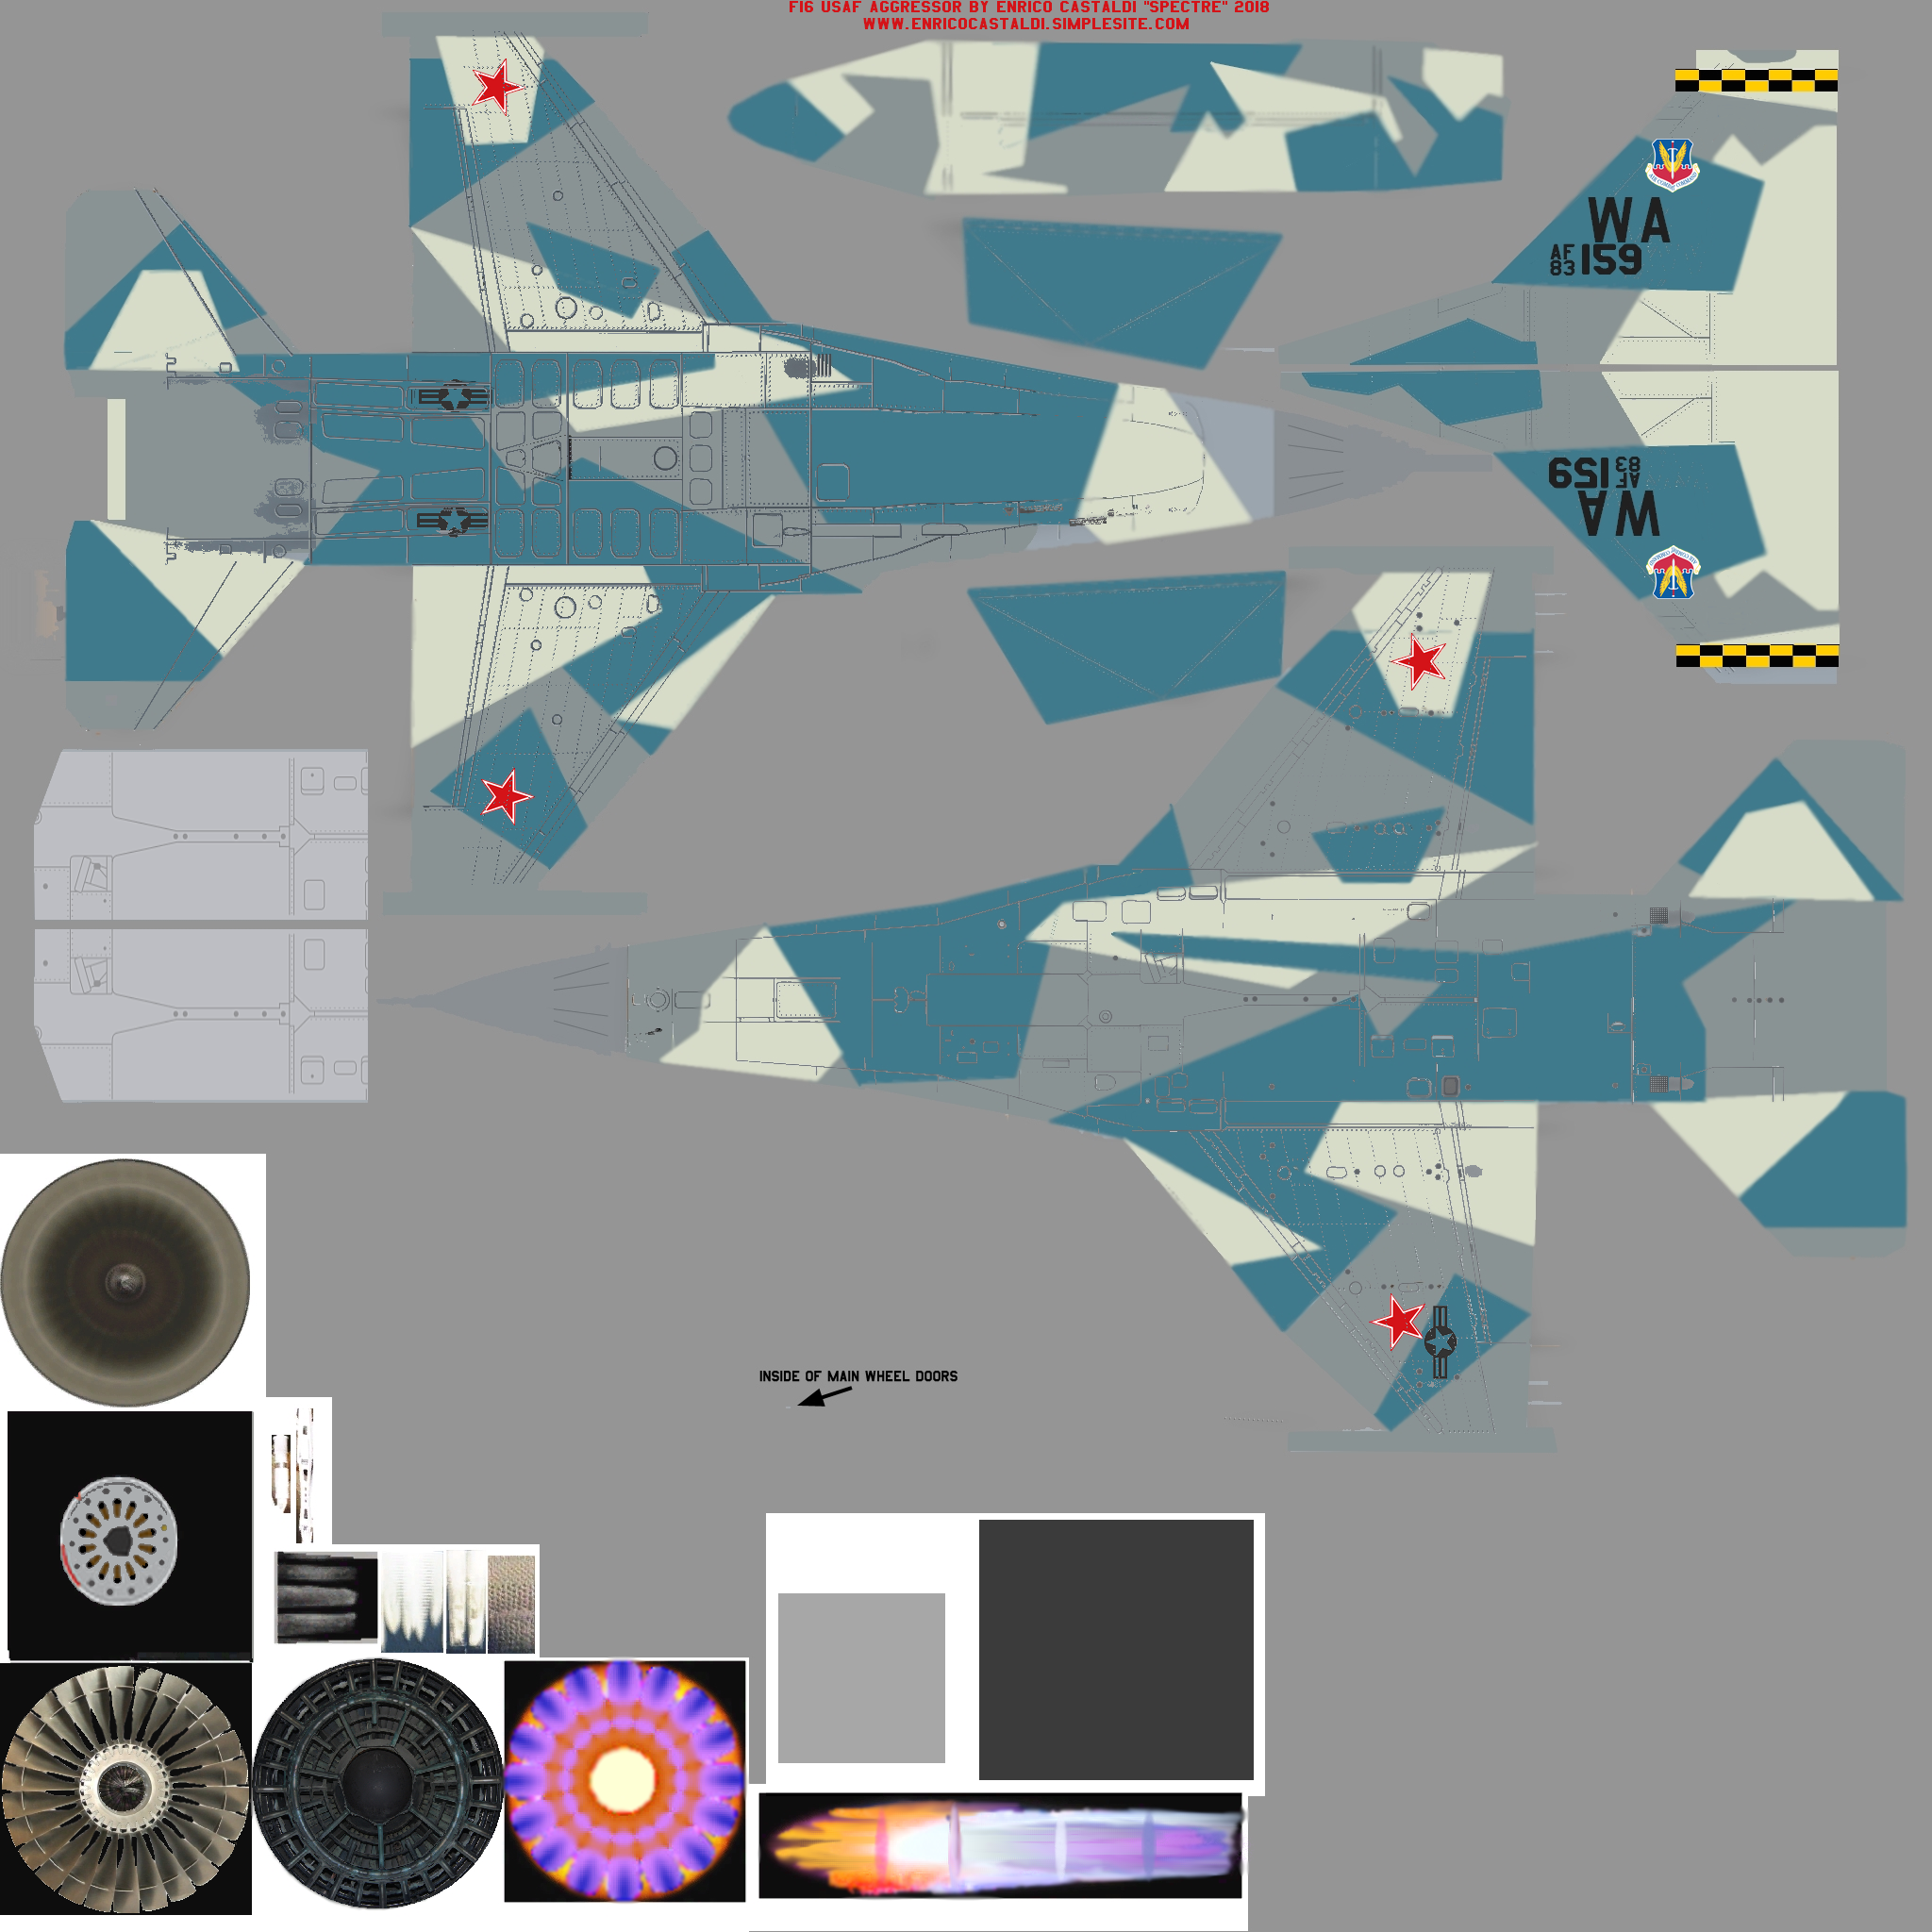 F16 USAF AGGRESSOR BY ENRICO CASTALDI "SPECTRE" 2018
WWW.ENRICOCASTALDI.SIMPLESITE.COM
WA
AF
83 159
AF
83 159
WA
INSIDE OF MAIN WHEEL DOORS